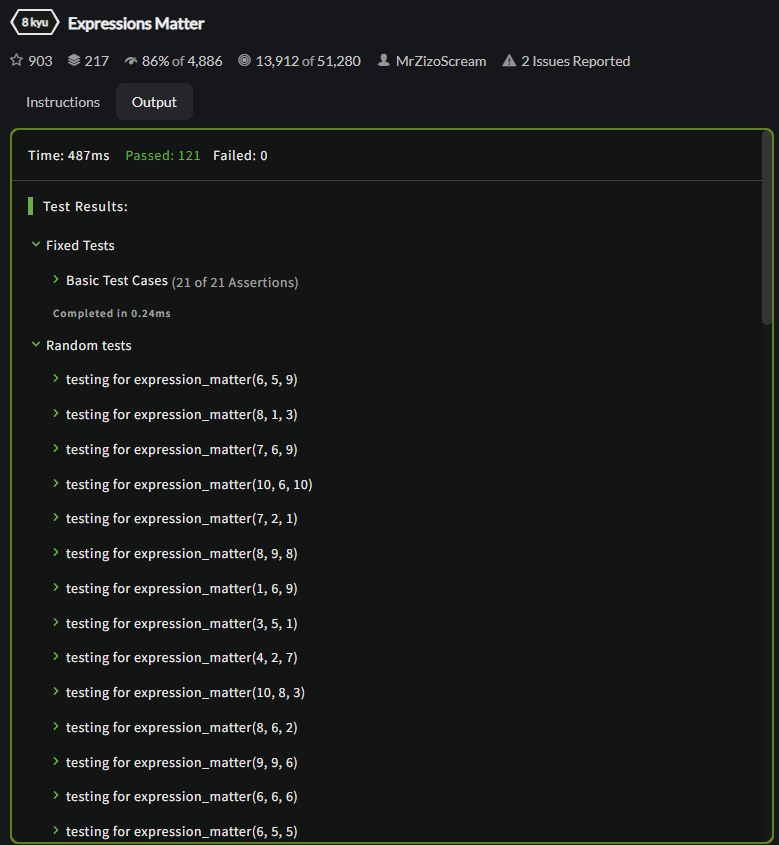 8 kyu Expressions Matter
903 217 86% of 4,886 13,912 of 51,280 MrZizoScream 2 Issues Reported
Instructions Output
Time: 487ms Passed: 121 Failed: 0
Test Results:
Fixed Tests
Basic Test Cases (21 of 21 Assertions)
Completed in 0.24ms
Random tests
testing for expression_matter(6, 5, 9)
testing for expression_matter(8, 1, 3)
testing for expression_matter(7, 6, 9)
testing for expression_matter(10, 6, 10)
testing for expression_matter(7, 2, 1)
testing for expression_matter(8, 9, 8)
testing for expression_matter(1, 6, 9)
testing for expression_matter(3, 5, 1)
testing for expression_matter(4, 2, 7)
testing for expression_matter(10, 8, 3)
testing for expression_matter(8, 6, 2)
testing for expression_matter(9, 9, 6)
testing for expression_matter(6, 6, 6)
testing for expression_matter(6, 5, 5)